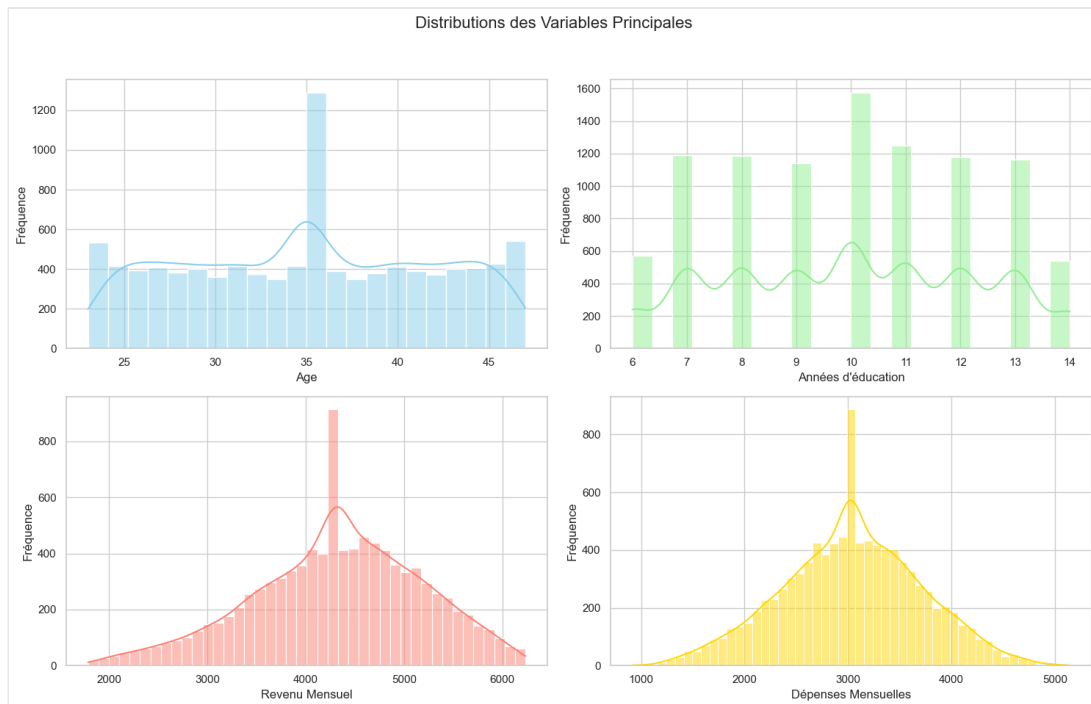 Distributions des Variables Principales
Fréquence
1200
1000
800
600
400
200
0
25 30 35 40 45
Age
Fréquence
1600
1400
1200
1000
800
600
400
200
0
6 7 8 9 10 11 12 13 14
Années d'éducation
Fréquence
800
600
400
200
0
2000 3000 4000 5000 6000
Revenu Mensuel
Fréquence
800
600
400
200
0
1000 2000 3000 4000 5000
Dépenses Mensuelles